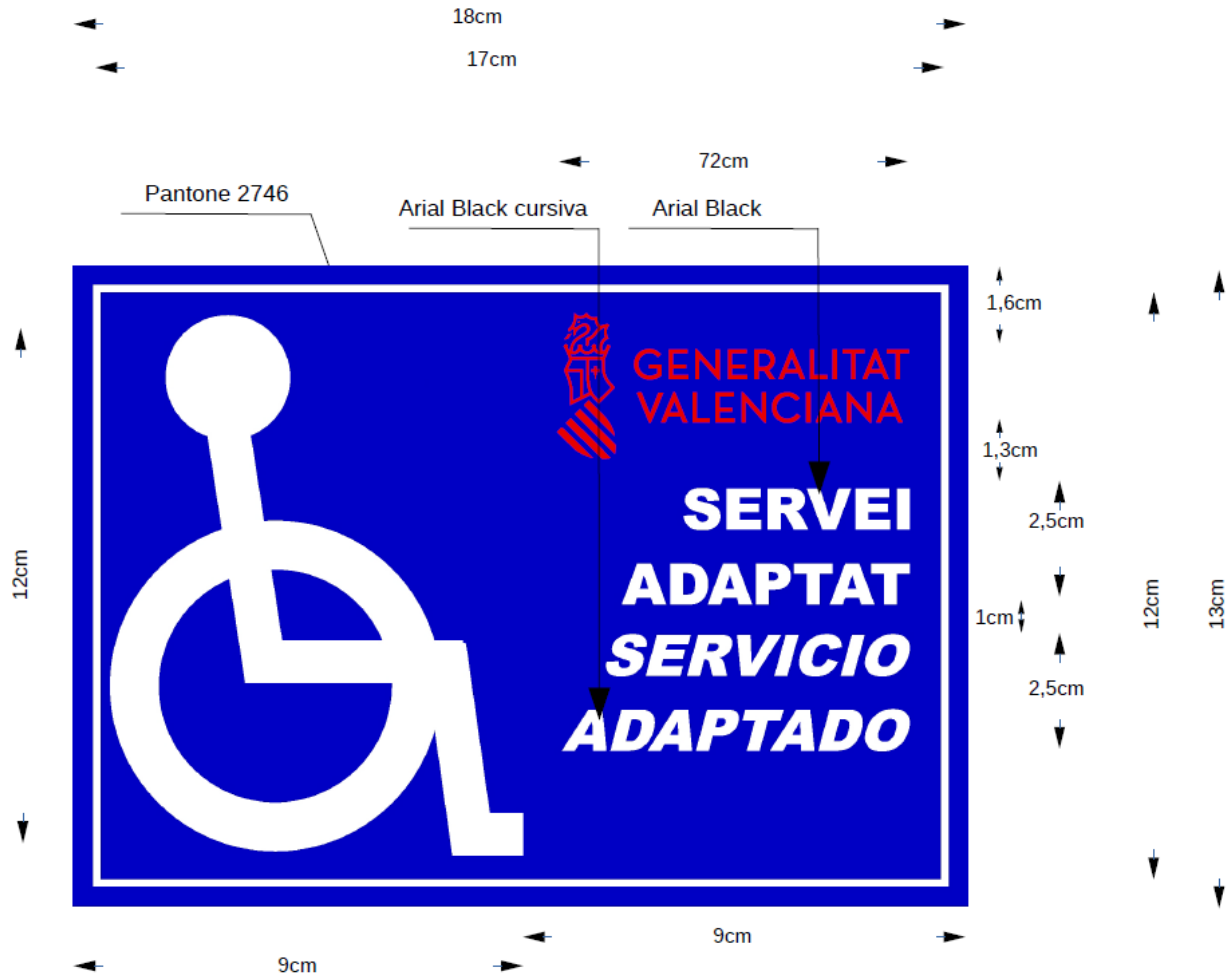 18cm
17cm
72cm
Pantone 2746
Arial Black cursiva
Arial Black
1,6cm
GENERALITAT
VALENCIANA
1,3cm
SERVEI
2,5cm
ADAPTAT
12cm
1cm
12cm
13cm
SERVICIO
2,5cm
ADAPTADO
9cm
9cm